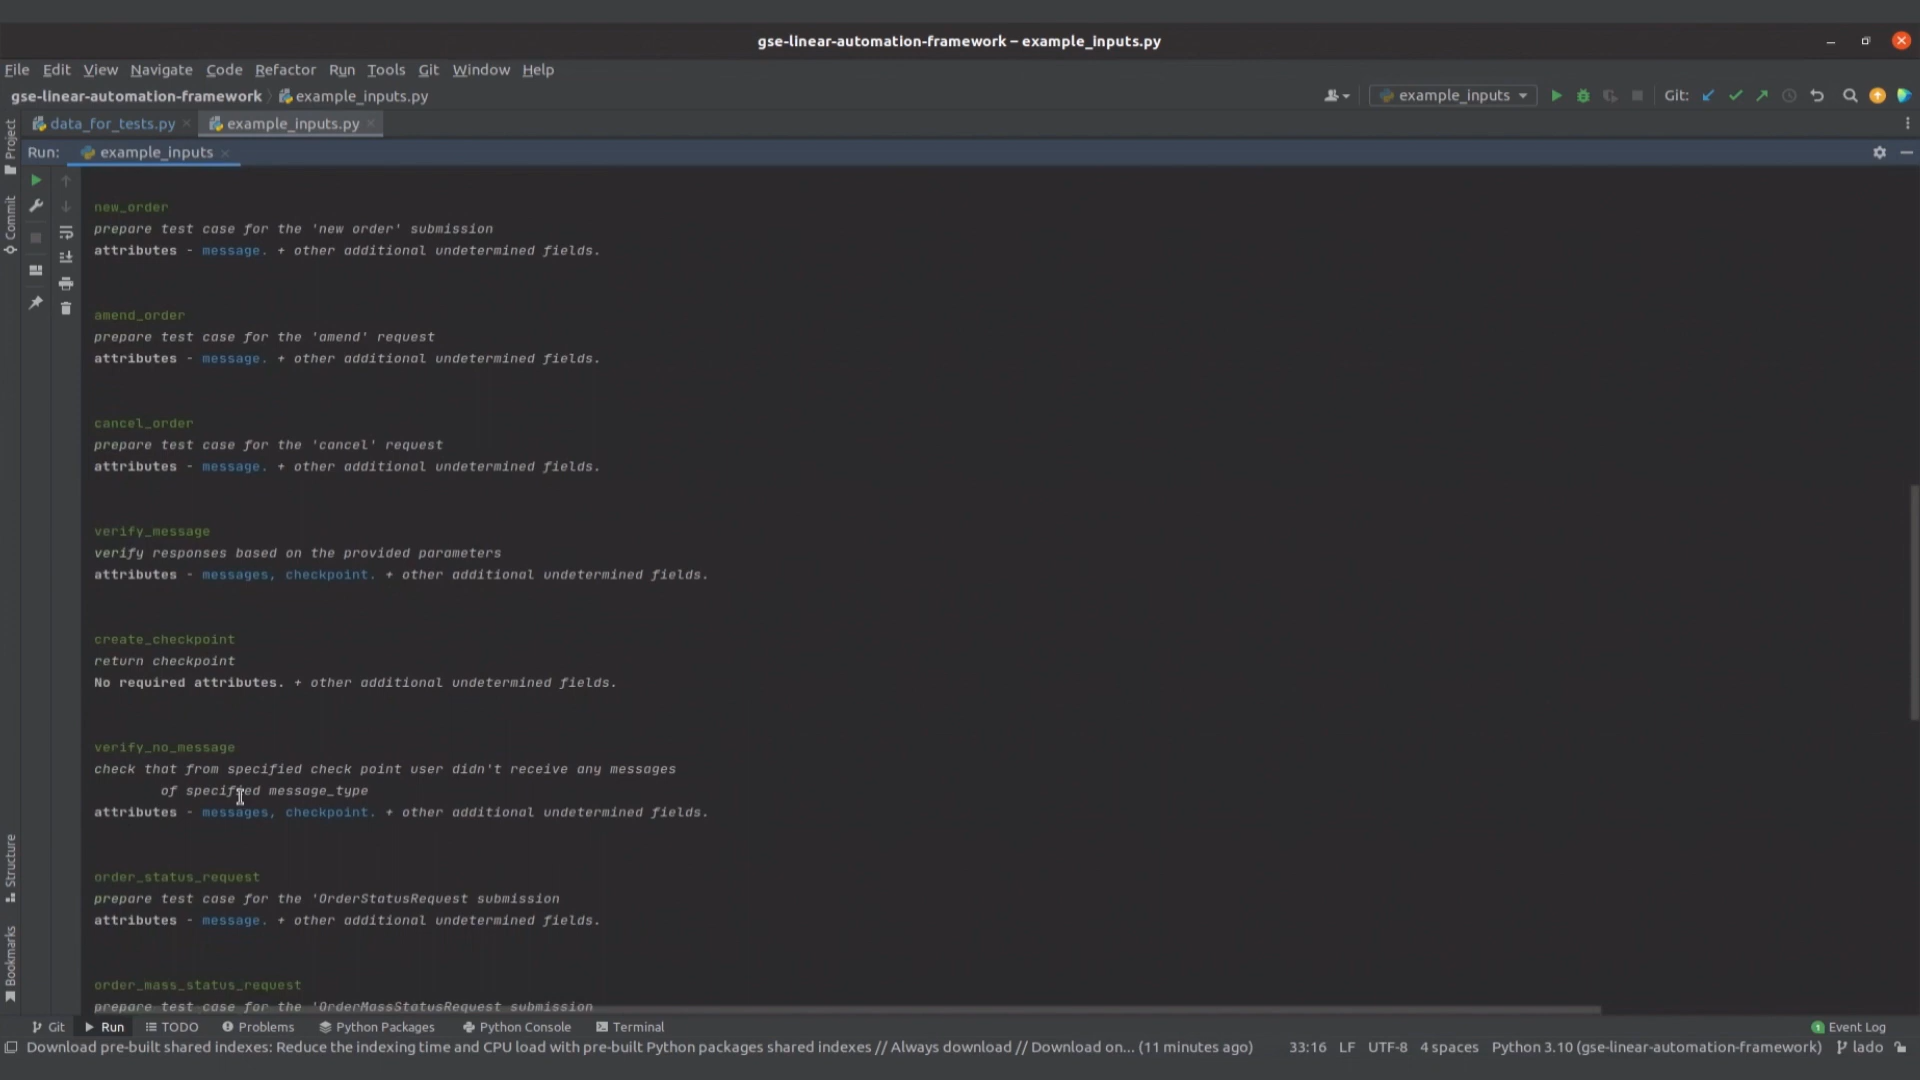 gse-linear-automation-framework – example_inputs.py
File Edit View Navigate Code Refactor Run Tools Git Window Help
gse-linear-automation-framework example_inputs.py
example_inputs Git:
data_for_tests.py example_inputs.py
Project
Commit
Run: example_inputs
new_order
prepare test case for the 'new order' submission
attributes - message. + other additional undetermined fields.
amend_order
prepare test case for the 'amend' request
attributes - message. + other additional undetermined fields.
cancel_order
prepare test case for the 'cancel' request
attributes - message. + other additional undetermined fields.
verify_message
verify responses based on the provided parameters
attributes - messages, checkpoint. + other additional undetermined fields.
create_checkpoint
return checkpoint
No required attributes. + other additional undetermined fields.
verify_no_message
check that from specified check point user didn't receive any messages
of specified message_type
attributes - messages, checkpoint. + other additional undetermined fields.
order_status_request
prepare test case for the 'OrderStatusRequest submission
attributes - message. + other additional undetermined fields.
order_mass_status_request
prepare test case for the 'OrderMassStatusRequest submission
Structure
Bookmarks
Git Run TODO Problems Python Packages Python Console Terminal 1 Event Log
Download pre-built shared indexes: Reduce the indexing time and CPU load with pre-built Python packages shared indexes // Always download // Download on... (11 minutes ago) 33:16 LF UTF-8 4 spaces Python 3.10 (gse-linear-automation-framework) lado